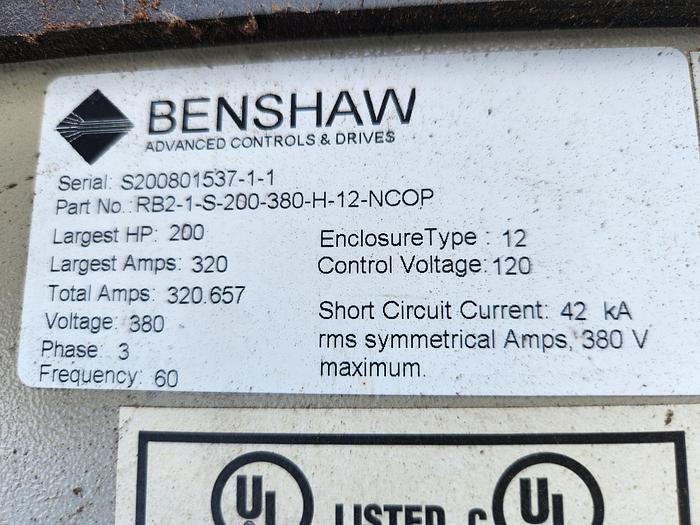 BENSHAW
ADVANCED CONTROLS & DRIVES
Serial: S200801537-1-1
Part No.: RB2-1-S-200-380-H-12-NCOP
Largest HP: 200
Largest Amps: 320
Total Amps: 320.657
Voltage: 380
Phase: 3
Frequency: 60
EnclosureType : 12
Control Voltage: 120
Short Circuit Current: 42 kA
rms symmetrical Amps, 380 V
maximum.
UL LISTED c UL